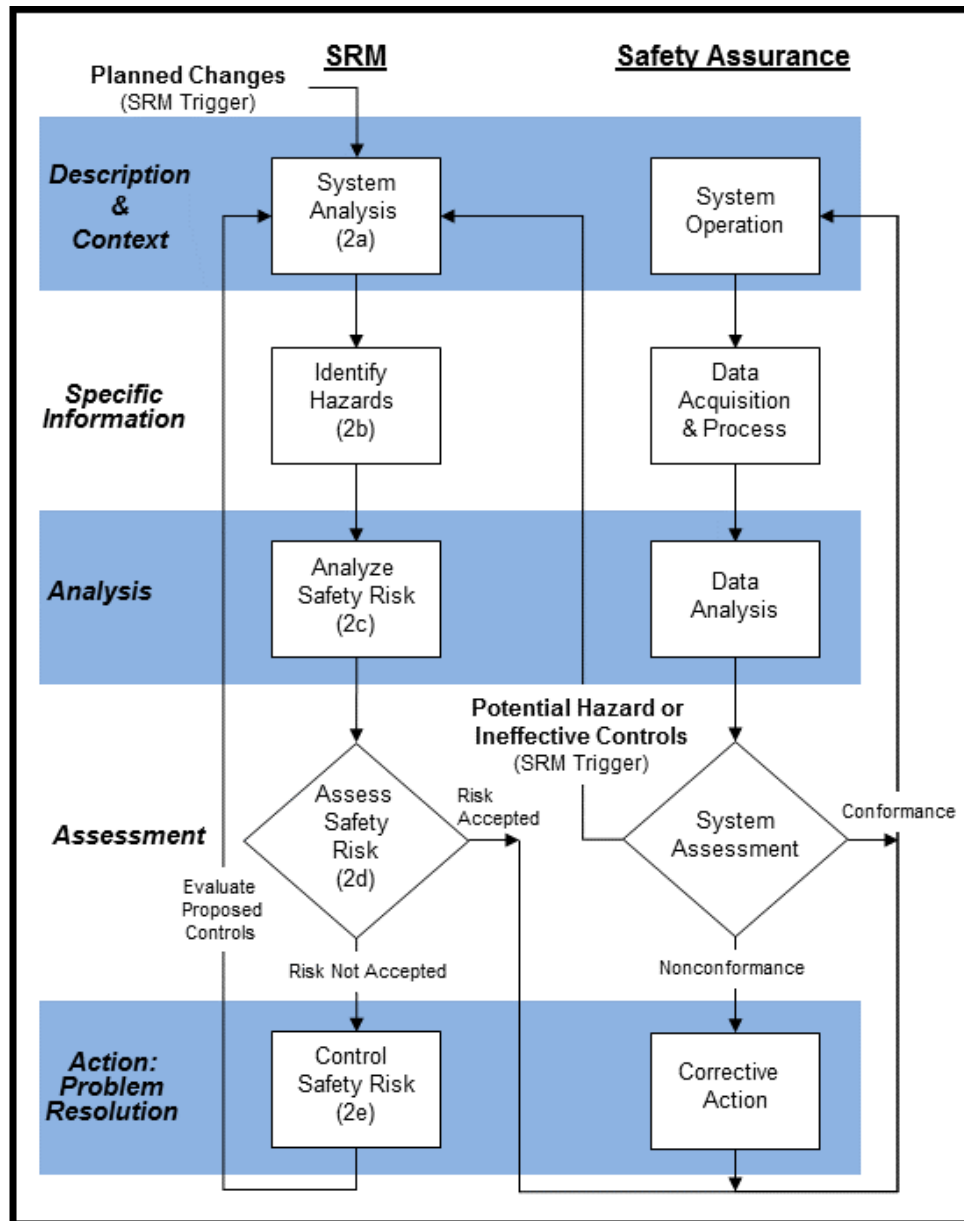 SRM
Safety Assurance
Planned Changes
(SRM Trigger)
Description
&
Context
System
Analysis
(2a)
System
Operation
Specific
Information
Identify
Hazards
(2b)
Data
Acquisition
& Process
Analysis
Analyze
Safety Risk
(2c)
Data
Analysis
Potential Hazard or
Ineffective Controls
(SRM Trigger)
Assessment
Assess
Safety
Risk
(2d)
Risk
Accepted
System
Assessment
Conformance
Evaluate
Proposed
Controls
Risk Not Accepted
Nonconformance
Action:
Problem
Resolution
Control
Safety Risk
(2e)
Corrective
Action